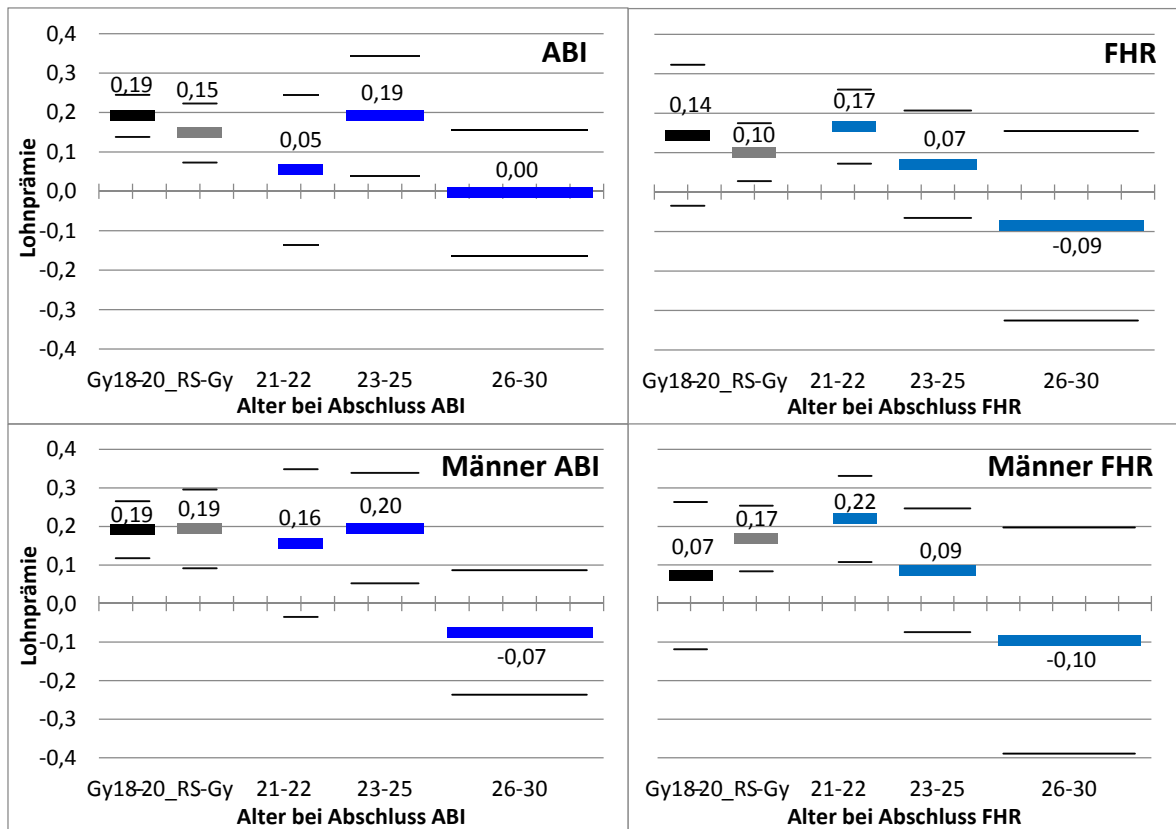 ABI
Lohnprämie
0,4
0,3
0,2
0,1
0,0
-0,1
-0,2
-0,3
-0,4
0,19
0,15
0,05
0,19
0,00
Gy18-20_RS-Gy 21-22 23-25 26-30
Alter bei Abschluss ABI
FHR
0,14
0,10
0,17
0,07
-0,09
Gy18-20_RS-Gy 21-22 23-25 26-30
Alter bei Abschluss FHR
Männer ABI
Lohnprämie
0,4
0,3
0,2
0,1
0,0
-0,1
-0,2
-0,3
-0,4
0,19
0,19
0,16
0,20
-0,07
Gy18-20_RS-Gy 21-22 23-25 26-30
Alter bei Abschluss ABI
Männer FHR
0,07
0,17
0,22
0,09
-0,10
Gy18-20_RS-Gy 21-22 23-25 26-30
Alter bei Abschluss FHR